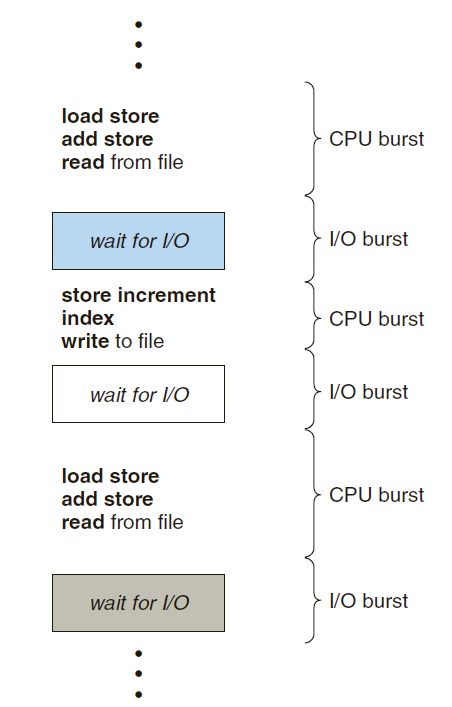 load store
add store
read from file
CPU burst
wait for I/O
I/O burst
store increment
index
write to file
CPU burst
wait for I/O
I/O burst
load store
add store
read from file
CPU burst
wait for I/O
I/O burst